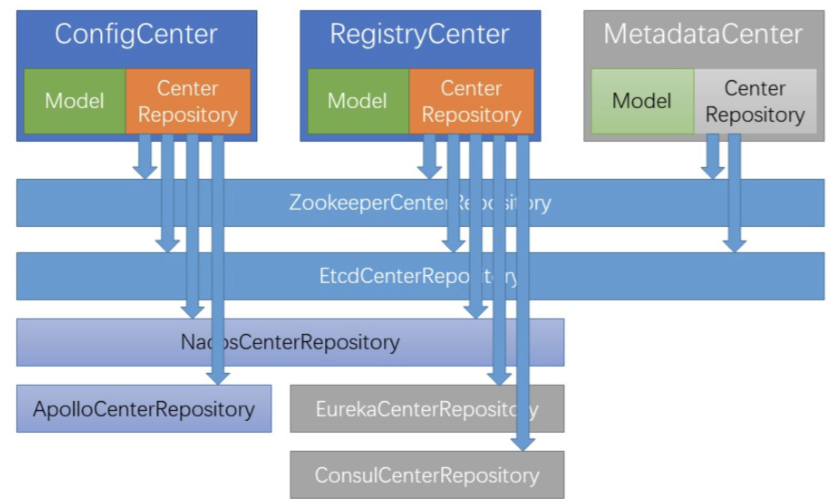 ConfigCenter
RegistryCenter
MetadataCenter
Model
Center
Repository
Model
Center
Repository
Model
Center
Repository
ZookeeperCenterRepository
EtcdCenterRepository
NacosCenterRepository
ApolloCenterRepository
EurekaCenterRepository
ConsulCenterRepository